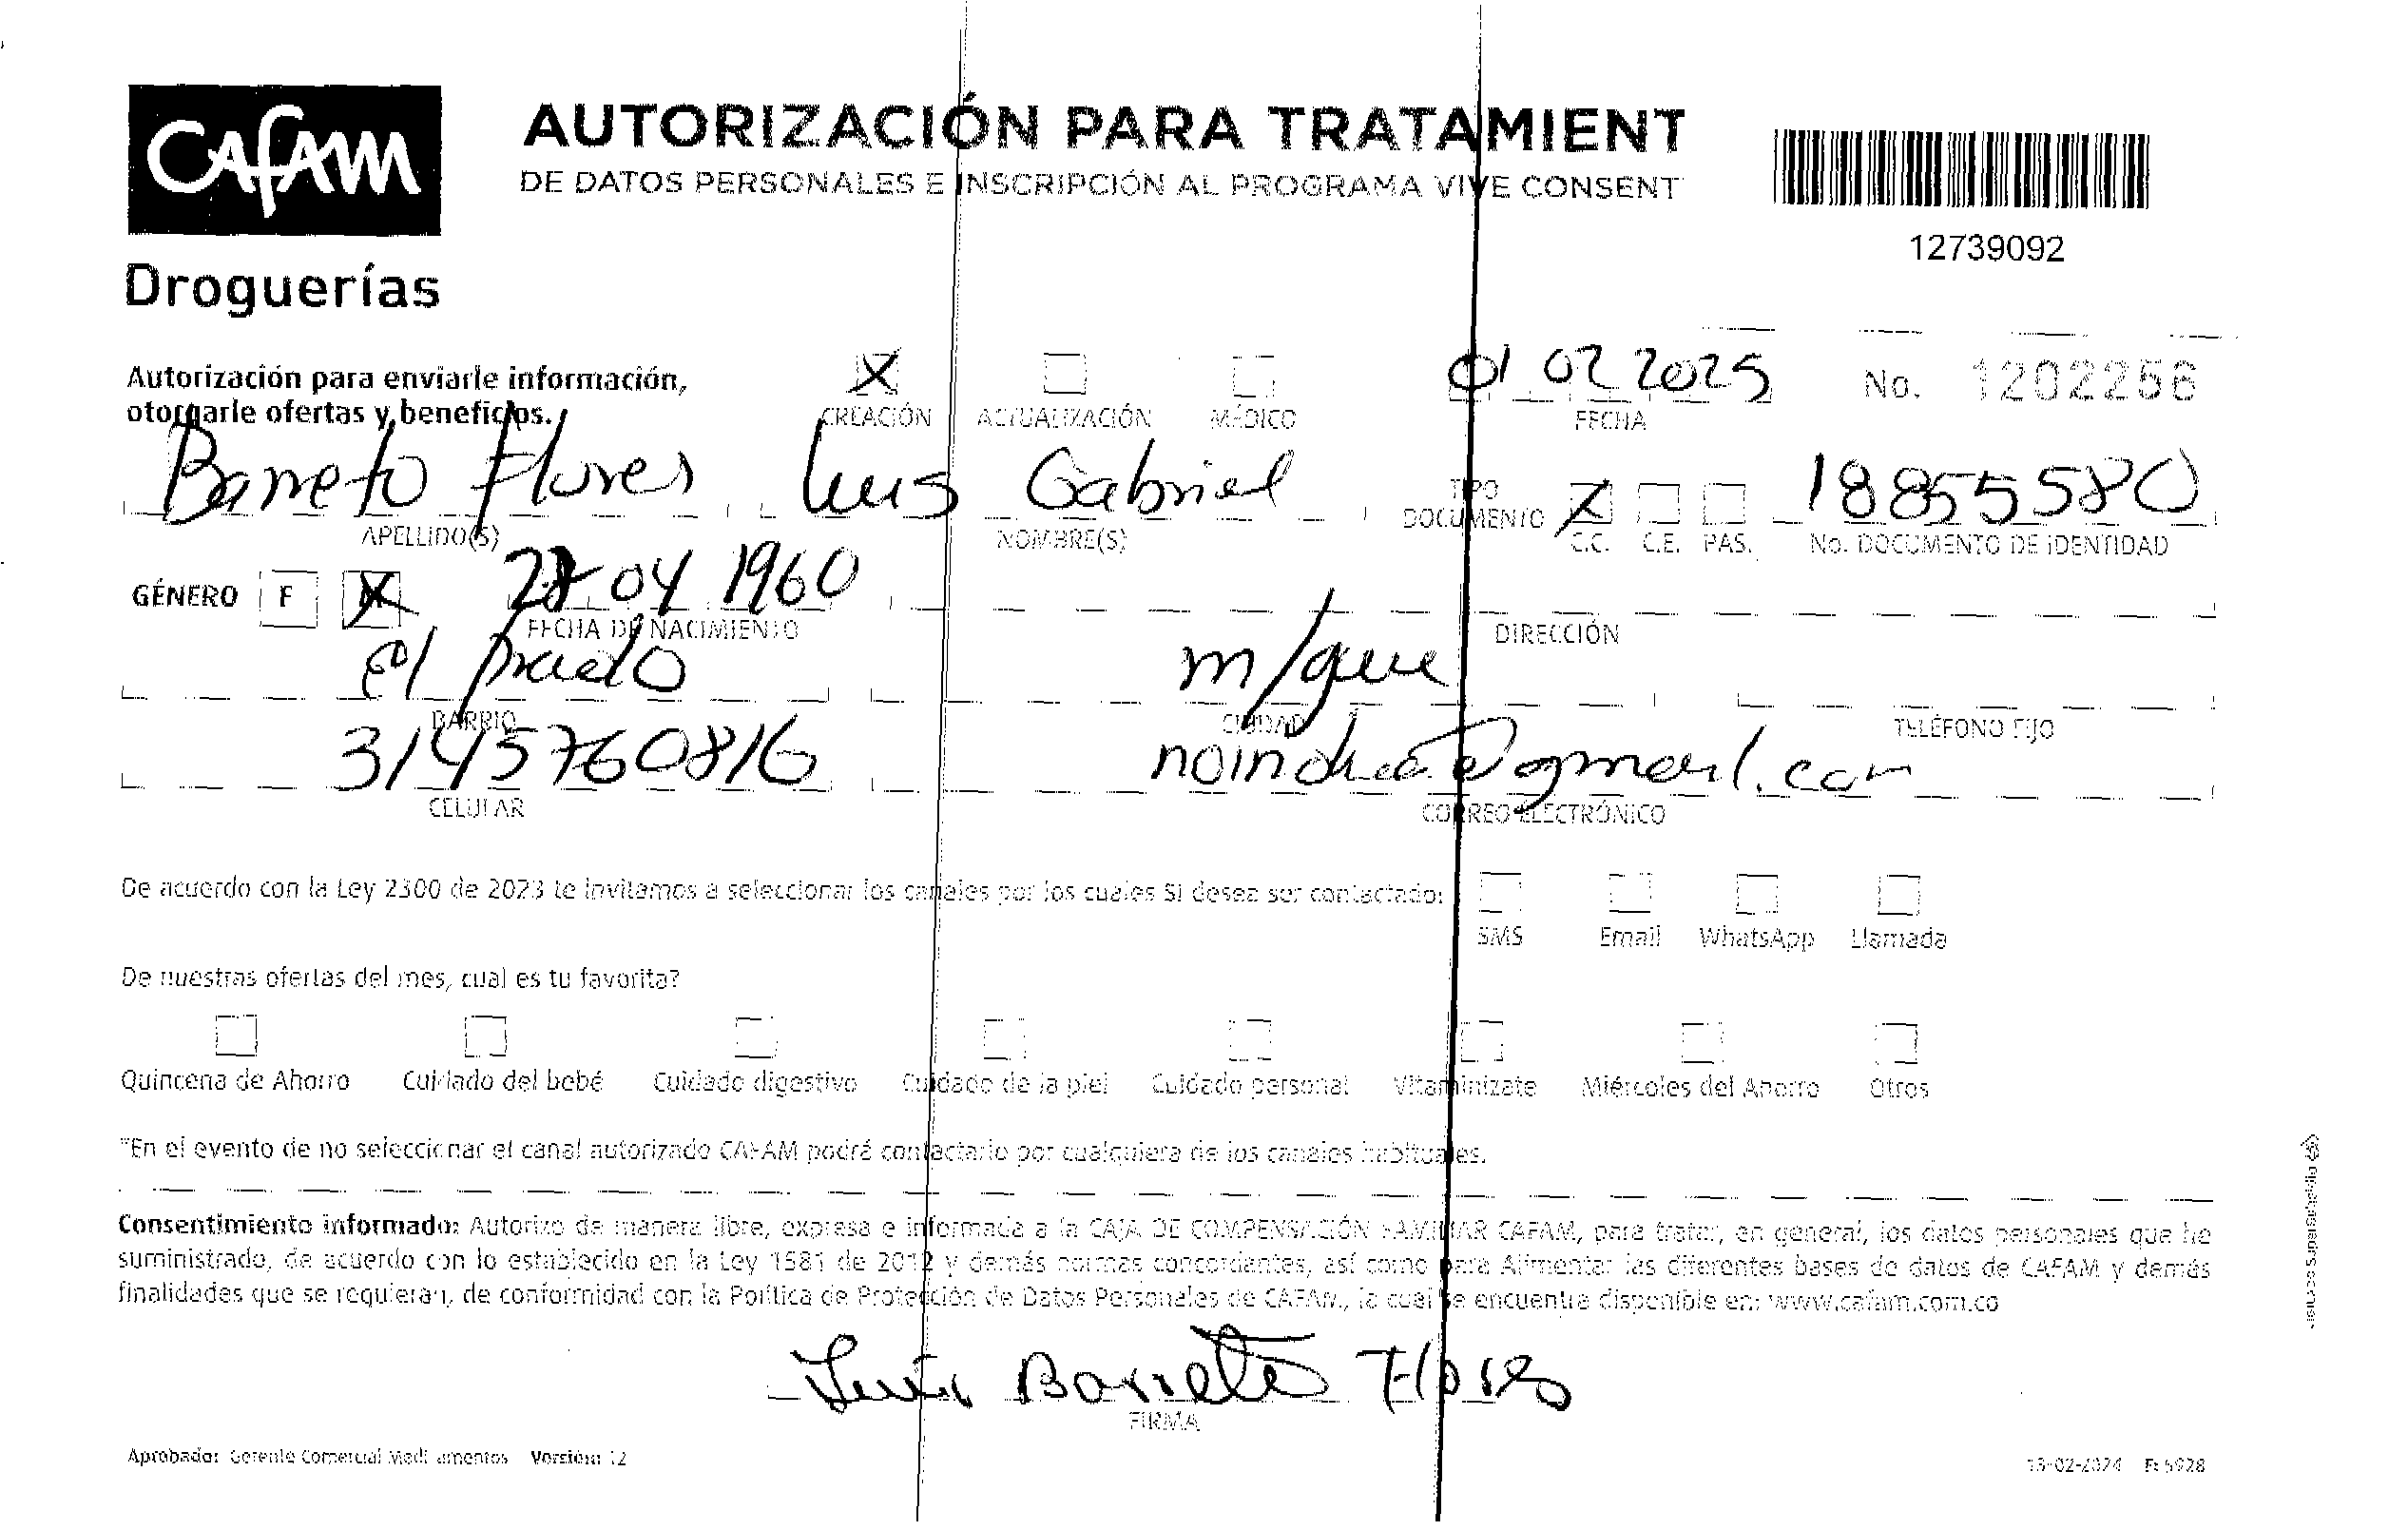 CAFAM
Droguerías
AUTORIZACIÓN PARA TRATAMIENT
DE DATOS PERSONALES E INSCRIPCIÓN AL PROGRAMA VIVE CONSENT
12739092
Autorización para enviarle información,
otorgarle ofertas y beneficios.
CREACIÓN ACTUALIZACIÓN MÉDICO
01 02 2025
FECHA
No. 1202256
Barreto Flores Luis Gabriel
APELLIDO(S) NOMBRE(S)
TIPO DOCUMENTO C.C. C.E. PAS.
18855580
No. DOCUMENTO DE IDENTIDAD
GÉNERO F M 04 1960
FECHA DE NACIMIENTO DIRECCIÓN
el prado m/gue
BARRIO CIUDAD TELÉFONO FIJO
3145760816 @gmail.com
CELULAR CORREO ELECTRÓNICO
De acuerdo con la Ley 2300 de 2023 te invitamos a seleccionar los canales por los cuales SI desea ser contactado:
SMS Email WhatsApp Llamada
De nuestras ofertas del mes, cual es tu favorita?
Quincena de Ahorro Cuidado del bebé Cuidado digestivo Cuidado de la piel Cuidado personal Vitaminízate Miércoles del Ahorro Otros
*En el evento de no seleccionar el canal autorizado CAFAM podrá contactarlo por cualquiera de los canales habituales.
Consentimiento informado: Autorizo de manera libre, expresa e informada a la CAJA DE COMPENSACIÓN FAMILIAR CAFAM, para tratar, en general, los datos personales que he
suministrado, de acuerdo con lo establecido en la Ley 1581 de 2012 y demás normas concordantes, así como para Alimentar las diferentes bases de datos de CAFAM y demás
finalidades que se requieran, de conformidad con la Política de Protección de Datos Personales de CAFAM, la cual se encuentra disponible en: www.cafam.com.co
Luis Barreto Flores
FIRMA
Aprobado: Gerente Comercial Medicamentos Versión: 12
13-02-2024 F: 5928
VIGILADO SuperSubsidio